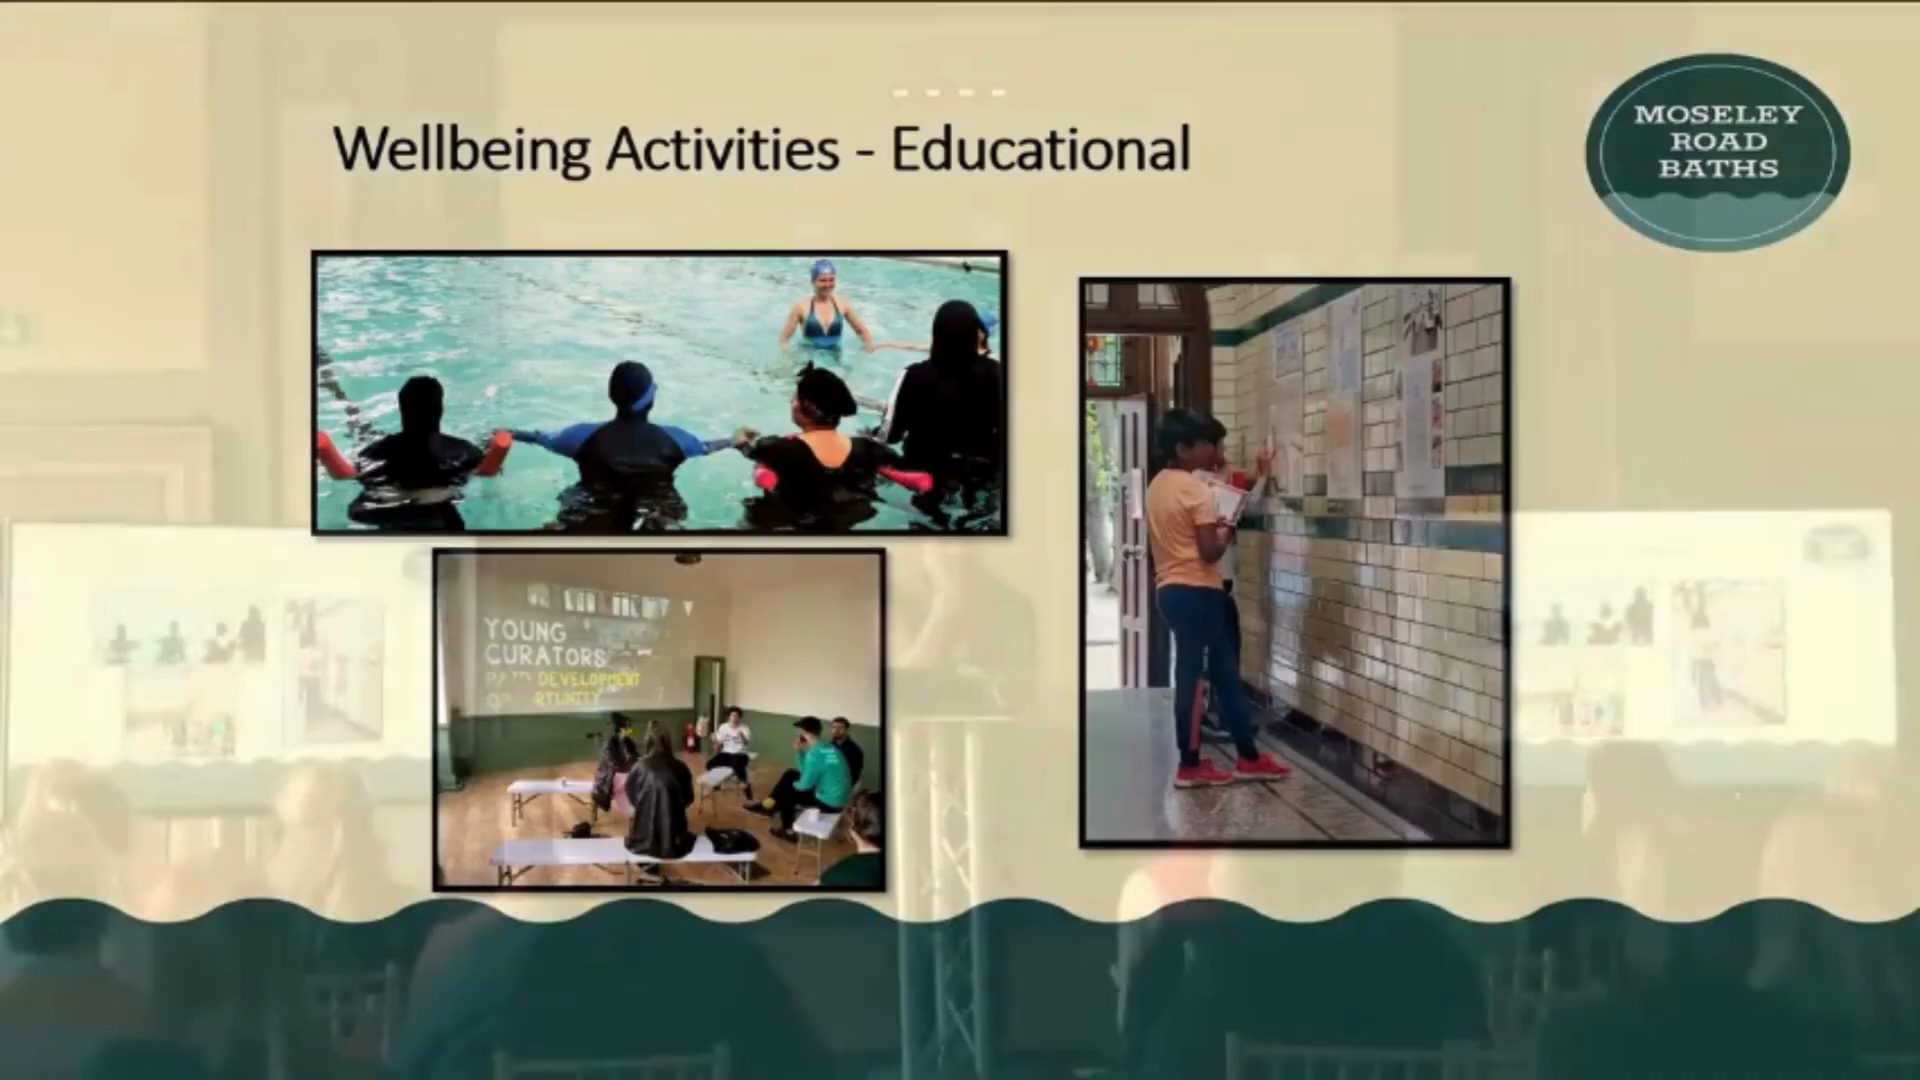 Wellbeing Activities - Educational
MOSELEY
ROAD
BATHS
YOUNG
CURATORS
DEVELOPMENT